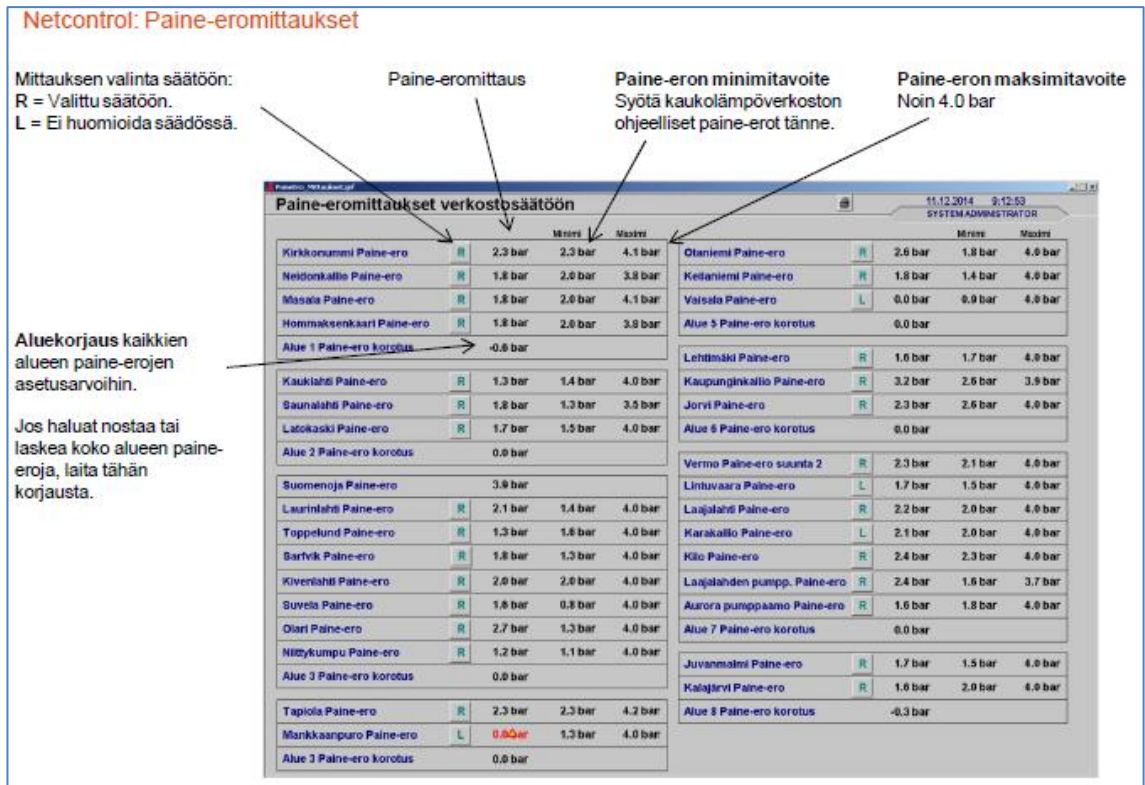 Netcontrol: Paine-eromittaukset
Mittauksen valinta säätöön:
R = Valittu säätöön.
L = Ei huomioida säädössä.
Paine-eromittaus
Paine-eron minimitavoite
Syötä kaukolämpöverkoston
ohjeelliset paine-erot tänne.
Paine-eron maksimitavoite
Noin 4.0 bar
Aluekorjaus kaikkien
alueen paine-erojen
asetusarvoihin.
Jos haluat nostaa tai
laskea koko alueen paine-
eroja, laita tähän
korjausta.
Paine-eromittaukset verkostosäätöön
11.12.2014 9:12:53
SYSTEM ADMINISTRATOR
Minimi Maximi
Kirkkonummi Paine-ero R 2.3 bar 2.3 bar 4.1 bar
Neidonkallio Paine-ero R 1.8 bar 2.0 bar 3.8 bar
Masala Paine-ero R 1.8 bar 2.0 bar 4.1 bar
Hommaksenkaari Paine-ero R 1.8 bar 2.0 bar 3.8 bar
Alue 1 Paine-ero korotus -0.6 bar
Kauklahti Paine-ero R 1.3 bar 1.4 bar 4.0 bar
Saunalahti Paine-ero R 1.8 bar 1.3 bar 3.5 bar
Latokaski Paine-ero R 1.7 bar 1.5 bar 4.0 bar
Alue 2 Paine-ero korotus 0.0 bar
Suomenoja Paine-ero 3.9 bar
Laurinlahti Paine-ero R 2.1 bar 1.4 bar 4.0 bar
Toppelund Paine-ero R 1.3 bar 1.6 bar 4.0 bar
Sarfvik Paine-ero R 1.8 bar 1.3 bar 4.0 bar
Kivenlahti Paine-ero R 2.0 bar 2.0 bar 4.0 bar
Suvela Paine-ero R 1.6 bar 0.8 bar 4.0 bar
Olari Paine-ero R 2.7 bar 1.3 bar 4.0 bar
Niittykumpu Paine-ero R 1.2 bar 1.1 bar 4.0 bar
Alue 3 Paine-ero korotus 0.0 bar
Tapiola Paine-ero R 2.3 bar 2.3 bar 4.2 bar
Mankkaanpuro Paine-ero L 1.3 bar 4.0 bar
Alue 3 Paine-ero korotus 0.0 bar
Minimi Maximi
Otaniemi Paine-ero R 2.6 bar 1.8 bar 4.0 bar
Keilaniemi Paine-ero R 1.8 bar 1.4 bar 4.0 bar
Vaisala Paine-ero L 0.0 bar 0.9 bar 4.0 bar
Alue 5 Paine-ero korotus 0.0 bar
Lehtimäki Paine-ero R 1.6 bar 1.7 bar 4.0 bar
Kaupunginkallio Paine-ero R 3.2 bar 2.6 bar 3.9 bar
Jorvi Paine-ero R 2.3 bar 2.6 bar 4.0 bar
Alue 6 Paine-ero korotus 0.0 bar
Vermo Paine-ero suunta 2 R 2.3 bar 2.1 bar 4.0 bar
Lintuvaara Paine-ero L 1.7 bar 1.5 bar 4.0 bar
Laajalahti Paine-ero R 2.2 bar 2.0 bar 4.0 bar
Karakallio Paine-ero L 2.1 bar 2.0 bar 4.0 bar
Kilo Paine-ero R 2.4 bar 2.3 bar 4.0 bar
Laajalahden pumpp. Paine-ero R 2.4 bar 1.6 bar 3.7 bar
Aurora pumppaamo Paine-ero R 1.6 bar 1.8 bar 4.0 bar
Alue 7 Paine-ero korotus 0.0 bar
Juvanmalmi Paine-ero R 1.7 bar 1.5 bar 4.0 bar
Kalajärvi Paine-ero R 1.6 bar 2.0 bar 4.0 bar
Alue 8 Paine-ero korotus -0.3 bar